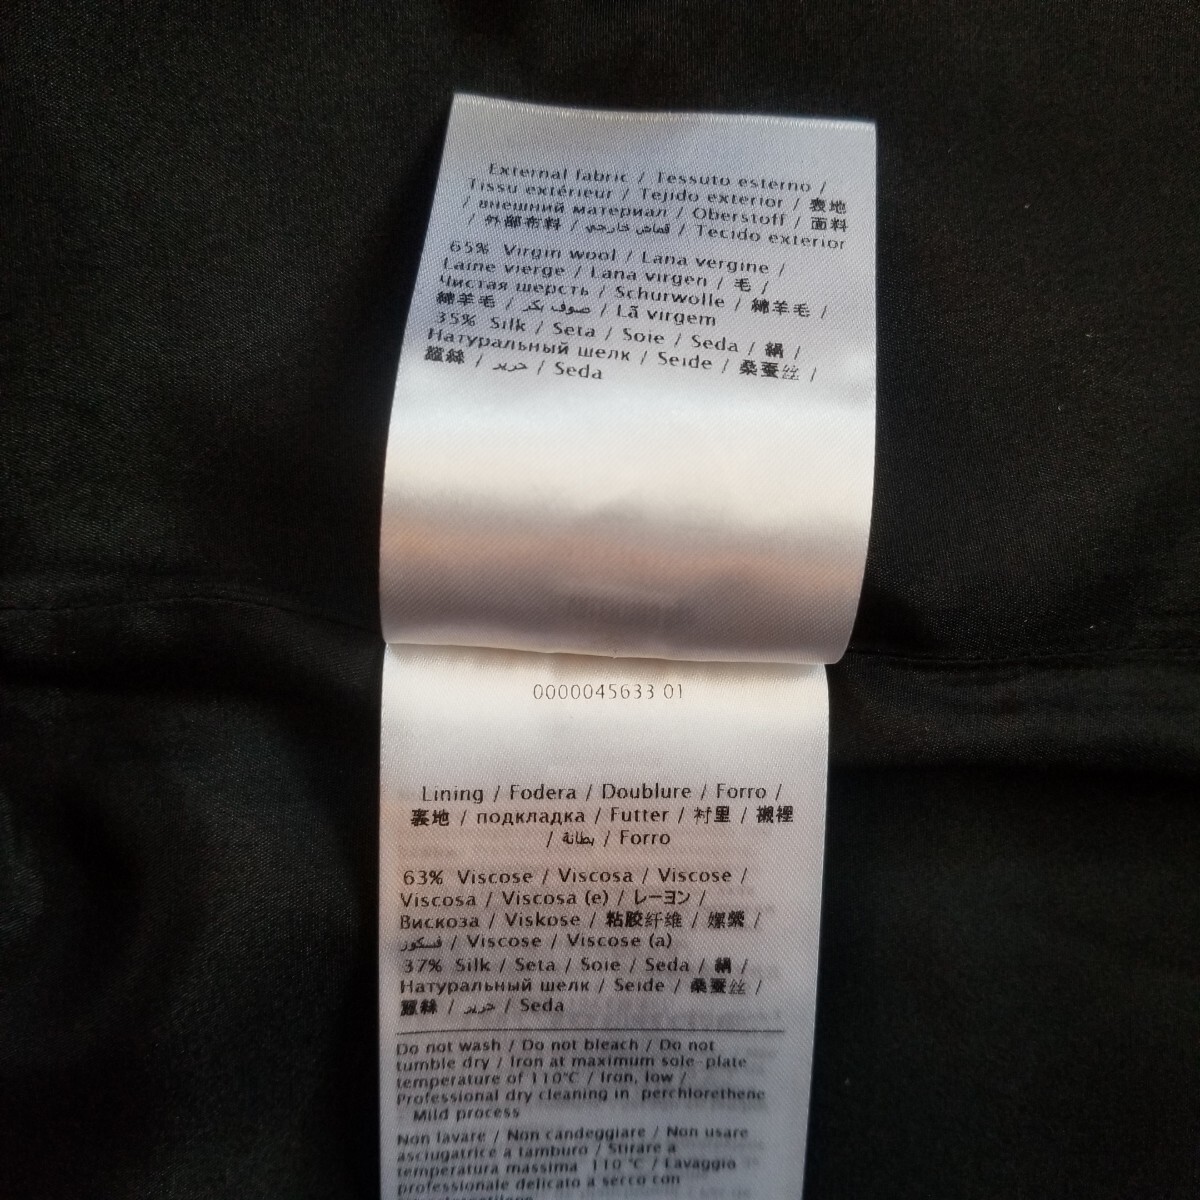 External fabric / Tessuto esterno /
Tissu extérieur / Tejido exterior / 表地
/ внешний материал / Oberstoff / 面料
/ 外部布料 / قماش خارجي / Tecido exterior
65% Virgin wool / Lana vergine /
Laine vierge / Lana virgen / 毛 /
Чистая шерсть / Schurwolle / 綿羊毛 /
綿羊毛 / صوف بكر / Lã virgem
35% Silk / Seta / Soie / Seda / 絹 /
Натуральный шелк / Seide / 桑蚕丝 /
蠶絲 / حرير / Seda
0000045633 01
Lining / Fodera / Doublure / Forro /
裏地 / подкладка / Futter / 衬里 / 襯裡
/ بطانة / Forro
63% Viscose / Viscosa / Viscose /
Viscosa / Viscosa (e) / レーヨン /
Вискоза / Viskose / 粘胶纤维 / 嫘縈 /
فسكوز / Viscose / Viscose (a)
37% Silk / Seta / Soie / Seda / 絹 /
Натуральный шелк / Seide / 桑蚕丝 /
蠶絲 / حرير / Seda
Do not wash / Do not bleach / Do not
tumble dry / Iron at maximum sole-plate
temperature of 110°C / Iron, low /
Professional dry cleaning in perchlorethene
- Mild process
Non lavare / Non candeggiare / Non usare
asciugatrice a tamburo / Stirare a
temperatura massima 110 °C / Lavaggio
professionale delicato a secco con